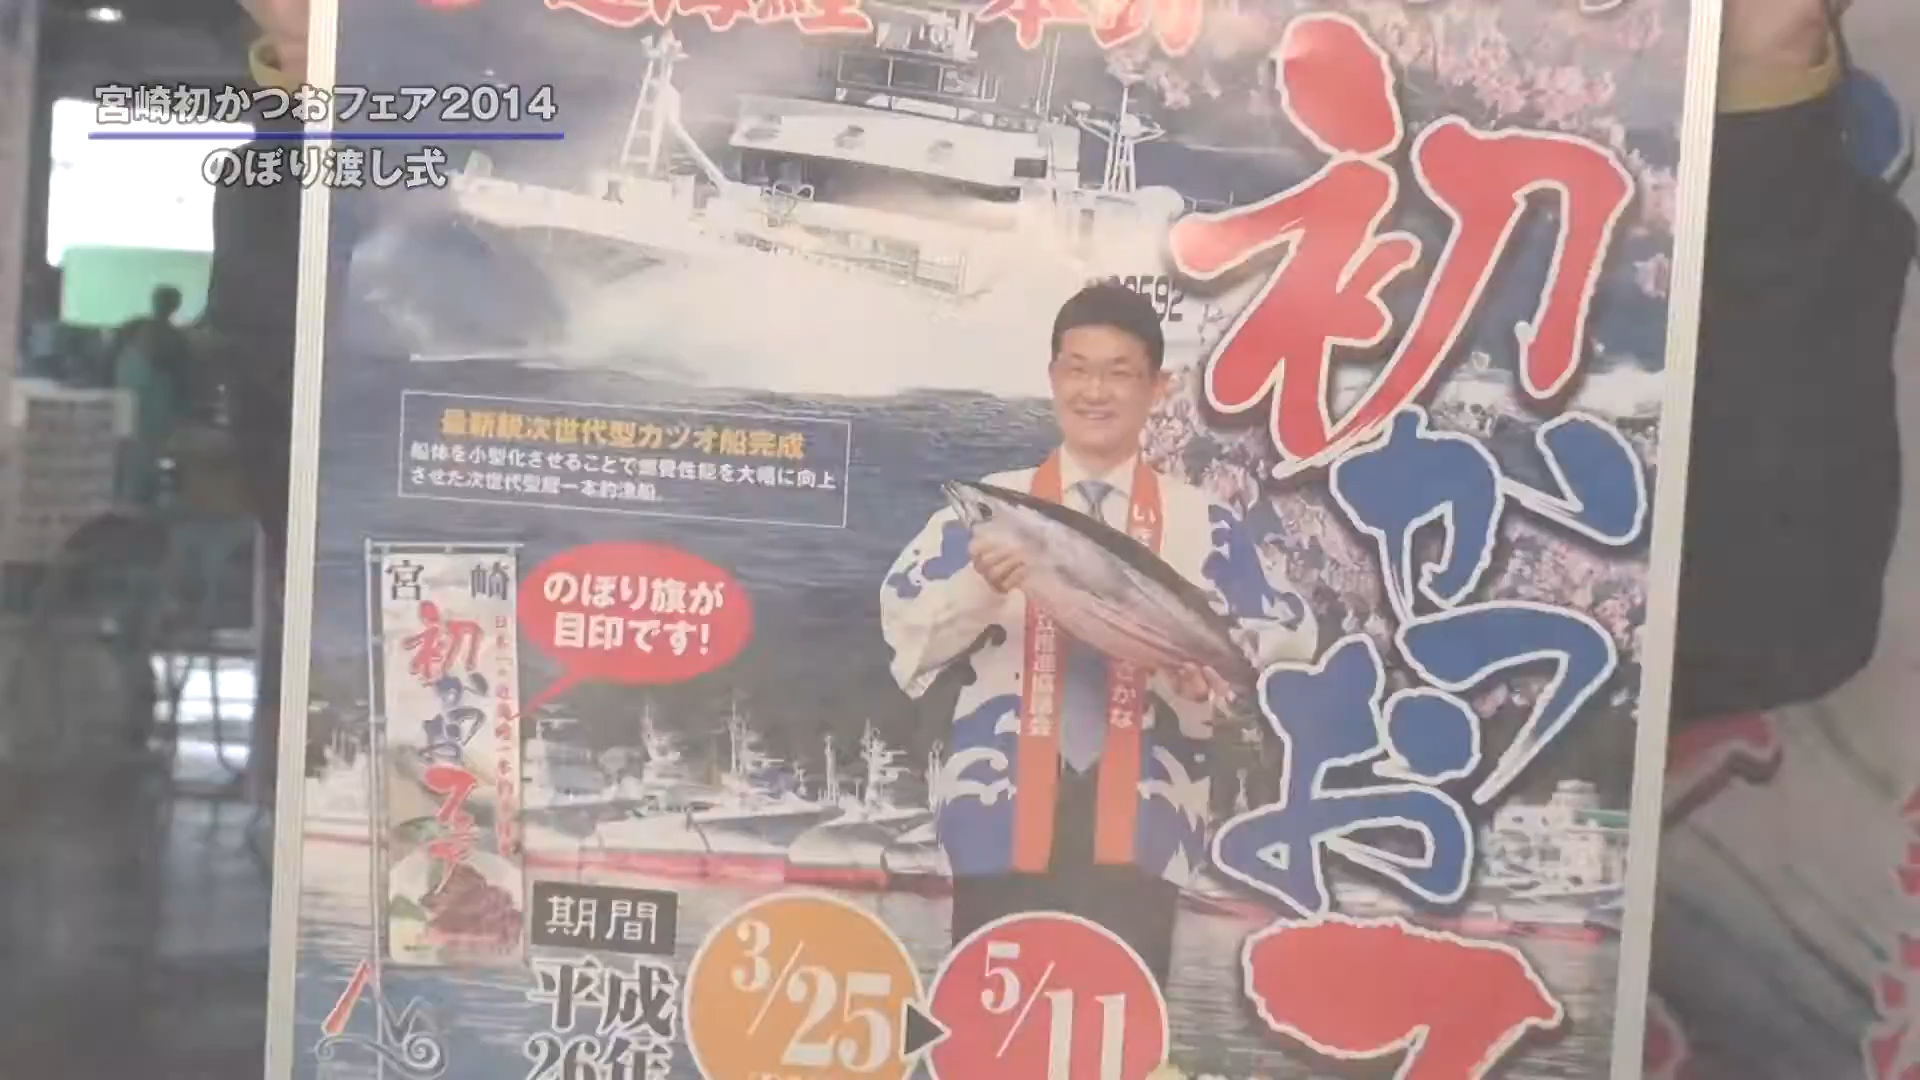 宮崎初かつおフェア2014
のぼり渡し式
初かつおフ
最新鋭次世代型カツオ船完成
船体を小型化させることで燃費性能を大幅に向上
させた次世代型鰹一本釣漁船。
のぼり旗が
目印です!
宮崎
初かつおフェア
期間
平成
26年
3/25
5/11